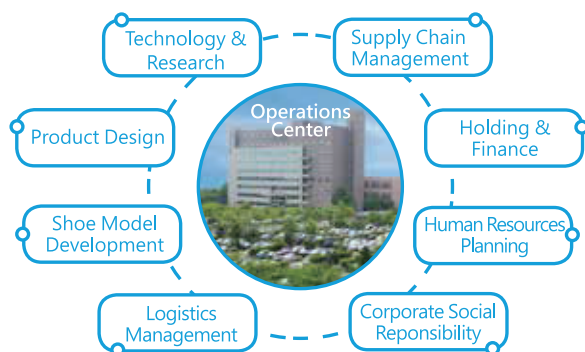 Technology &
Research
Supply Chain
Management
Operations
Center
Product Design
Holding &
Finance
Shoe Model
Development
Human Resources
Planning
Logistics
Management
Corporate Social
Reponsibility